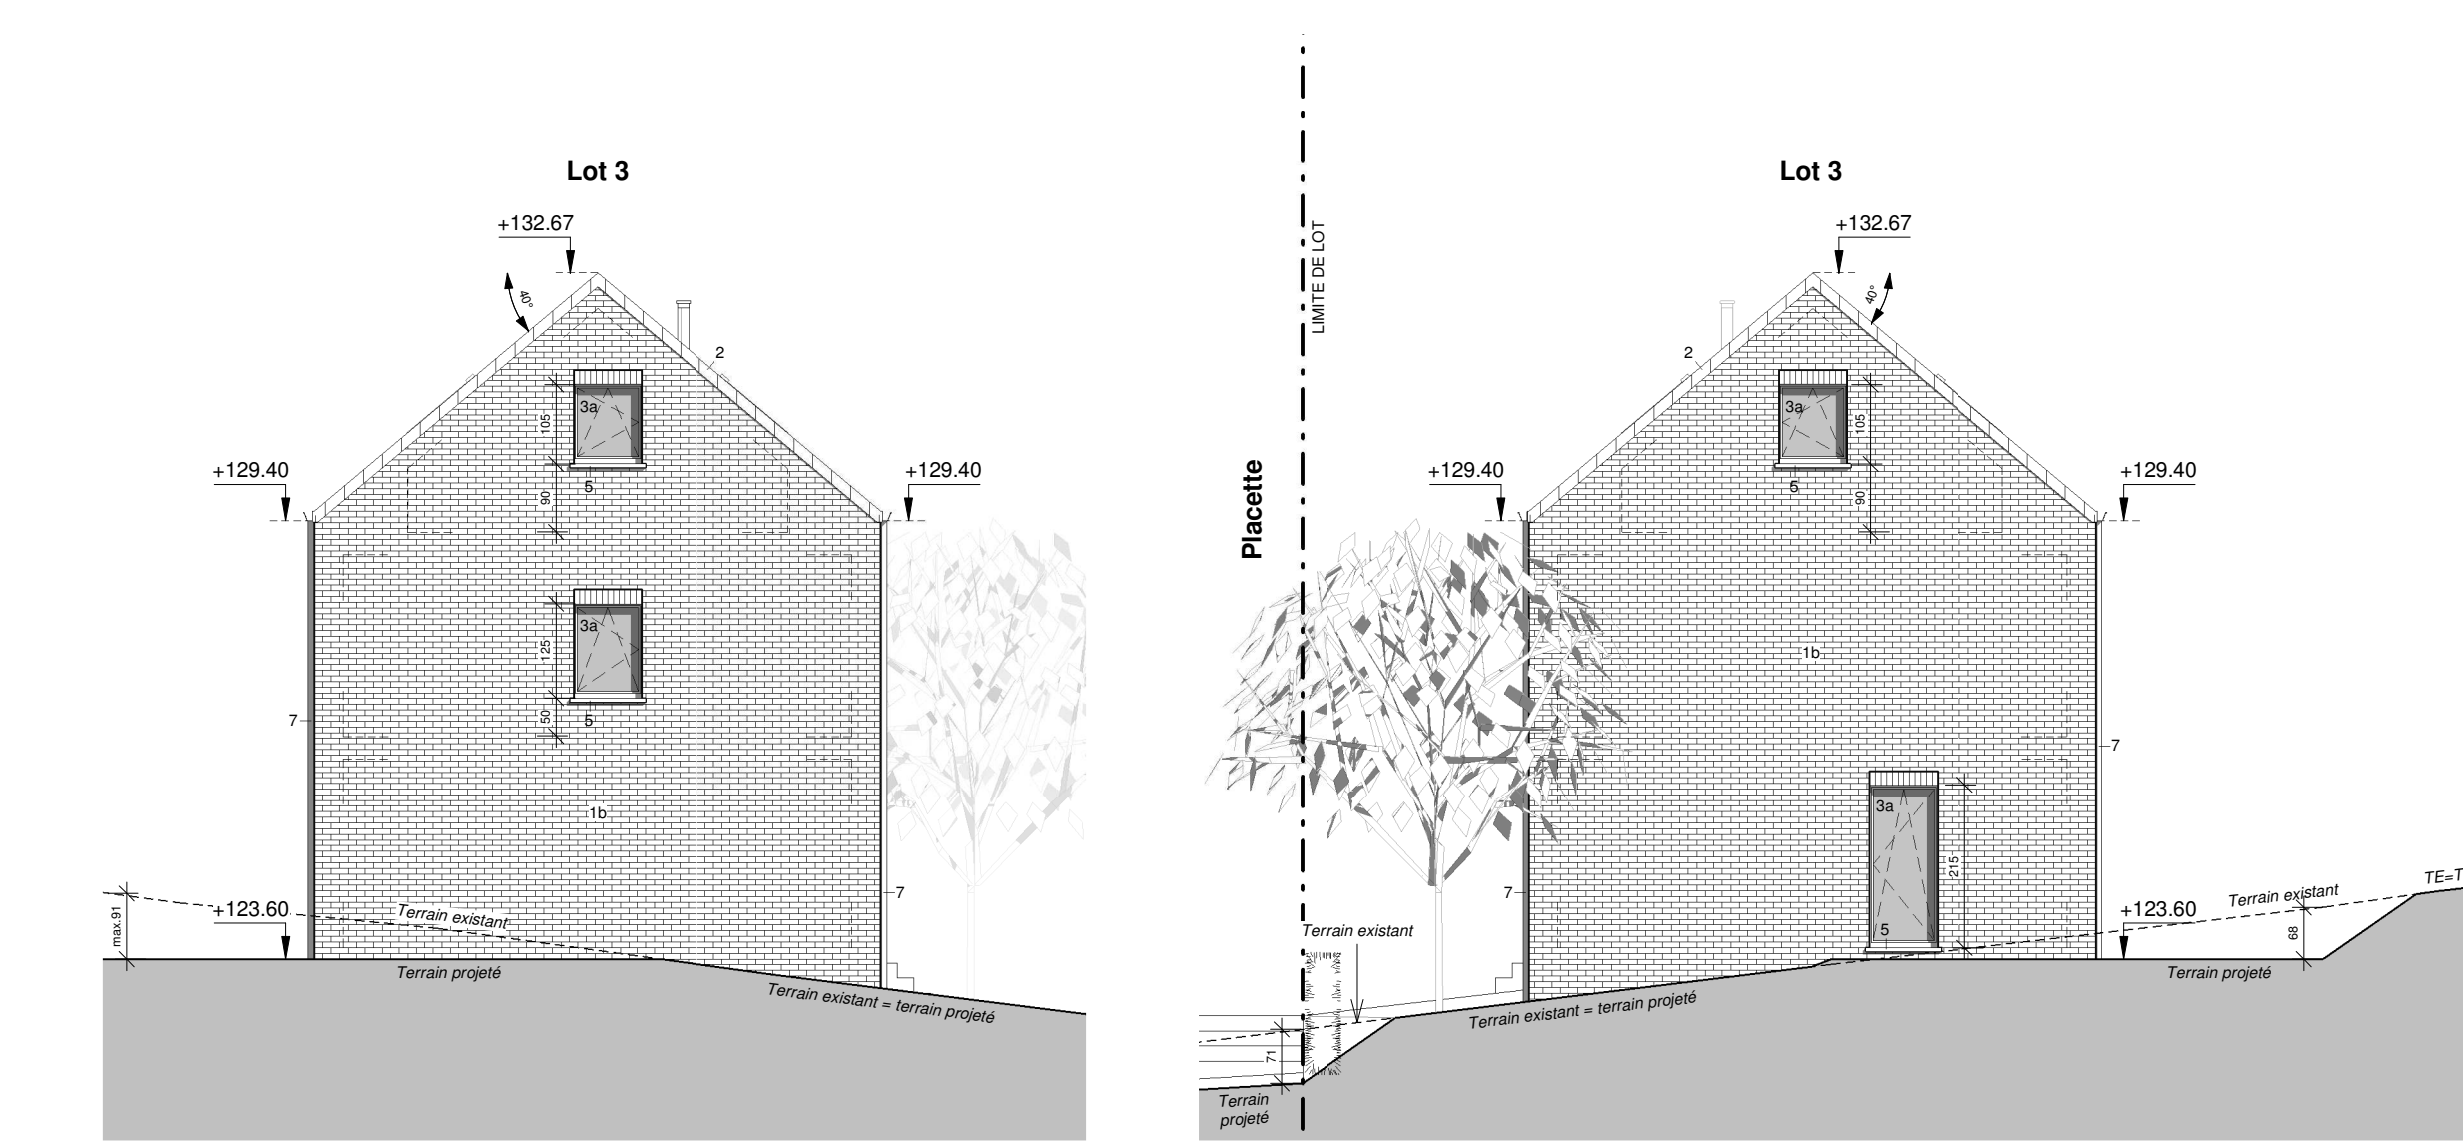 Lot 3
+132.67
40°
2
3a
105
+129.40
+129.40
5
90
3a
125
50
5
7
1b
7
max.91
+123.60
Terrain existant
Terrain projeté
Terrain existant = terrain projeté
LIMITE DE LOT
Placette
Lot 3
+132.67
40°
2
3a
105
+129.40
+129.40
5
90
1b
7
3a
215
7
5
TE=T
Terrain existant
Terrain existant
+123.60
68
Terrain projeté
Terrain existant = terrain projeté
71
Terrain
projeté